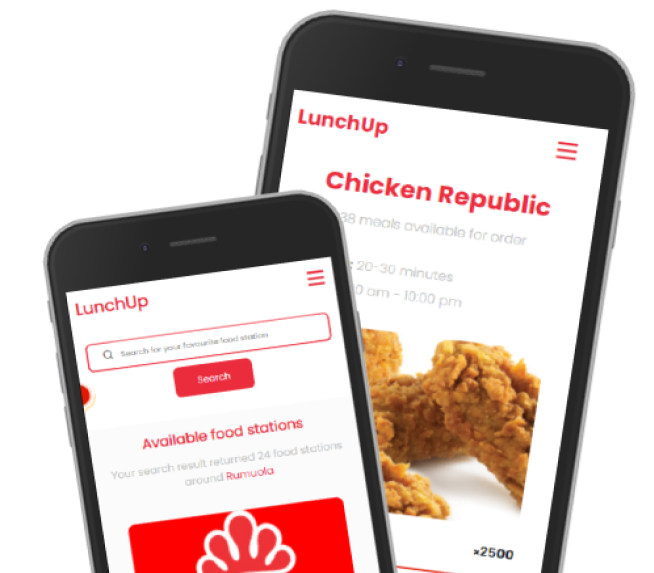 LunchUp
Chicken Republic
38 meals available for order
: 20-30 minutes
0 am - 10:00 pm
×2500
LunchUp
Search for your favourite food station
Search
Available food stations
Your search result returned 24 food stations
around Rumuola